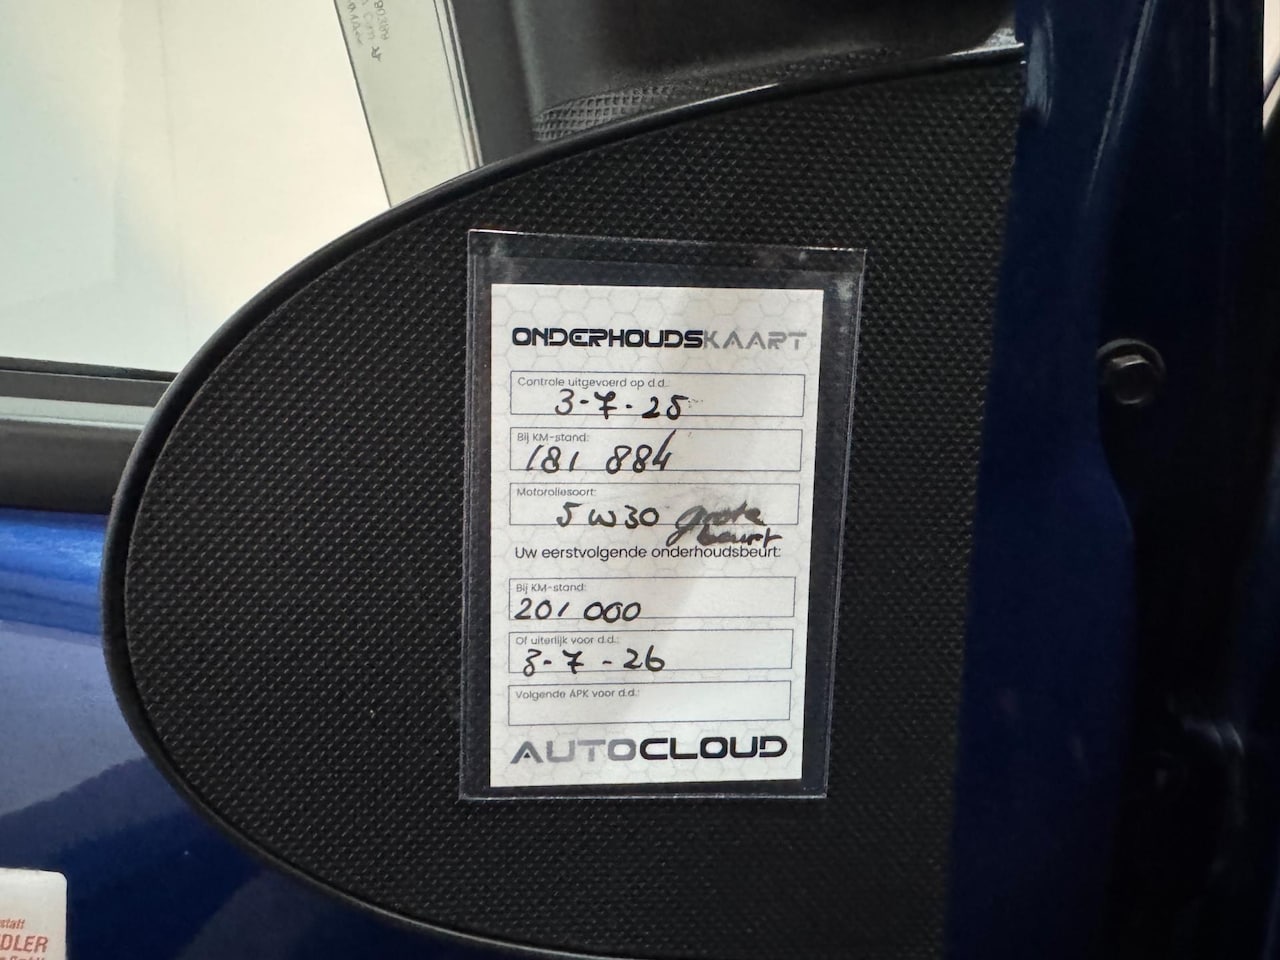 ONDERHOUDSKAART
Controle uitgevoerd op d.d.:
3-7-25
Bij KM-stand:
181 884
Motoroliesoort:
5W30 grote
beurt
Uw eerstvolgende onderhoudsbeurt:
Bij KM-stand:
201 000
Of uiterlijk voor d.d.:
3-7-26
Volgende APK voor d.d.:
AUTOCLOUD
DLER